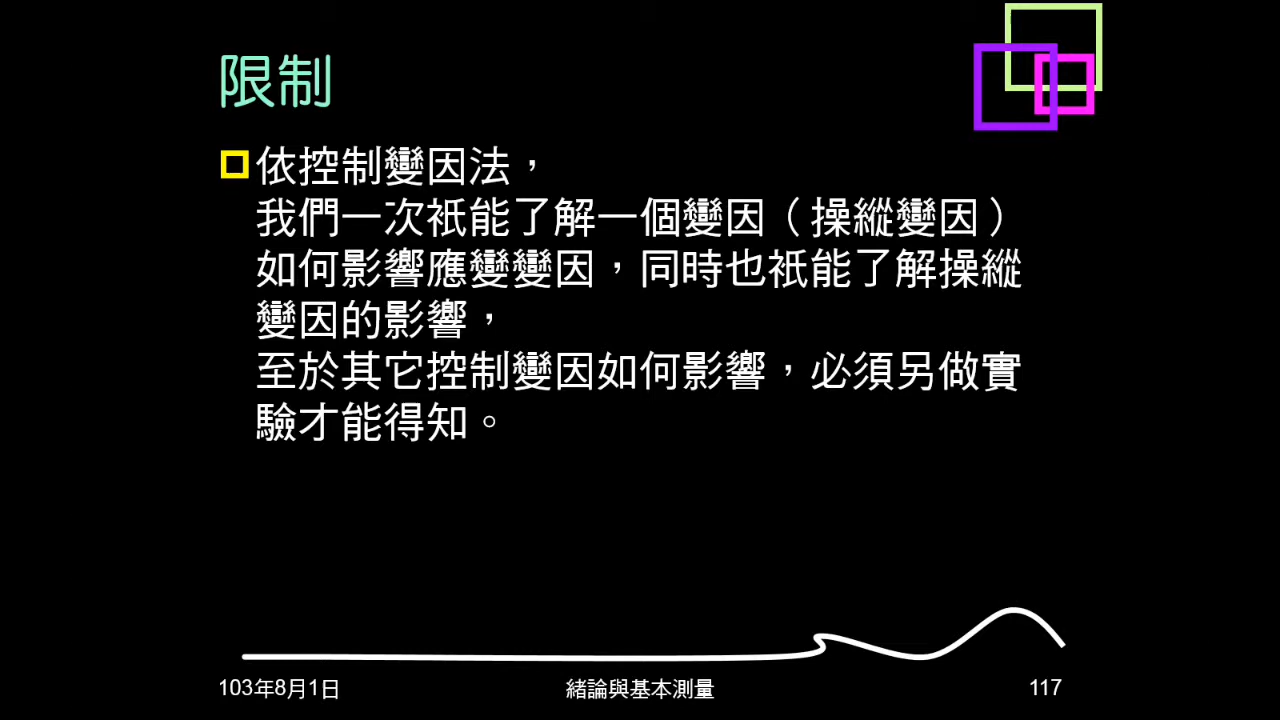 限制
依控制變因法，
我們一次祇能了解一個變因（操縱變因）
如何影響應變變因，同時也祇能了解操縱
變因的影響，
至於其它控制變因如何影響，必須另做實
驗才能得知。
103年8月1日
緒論與基本測量
117